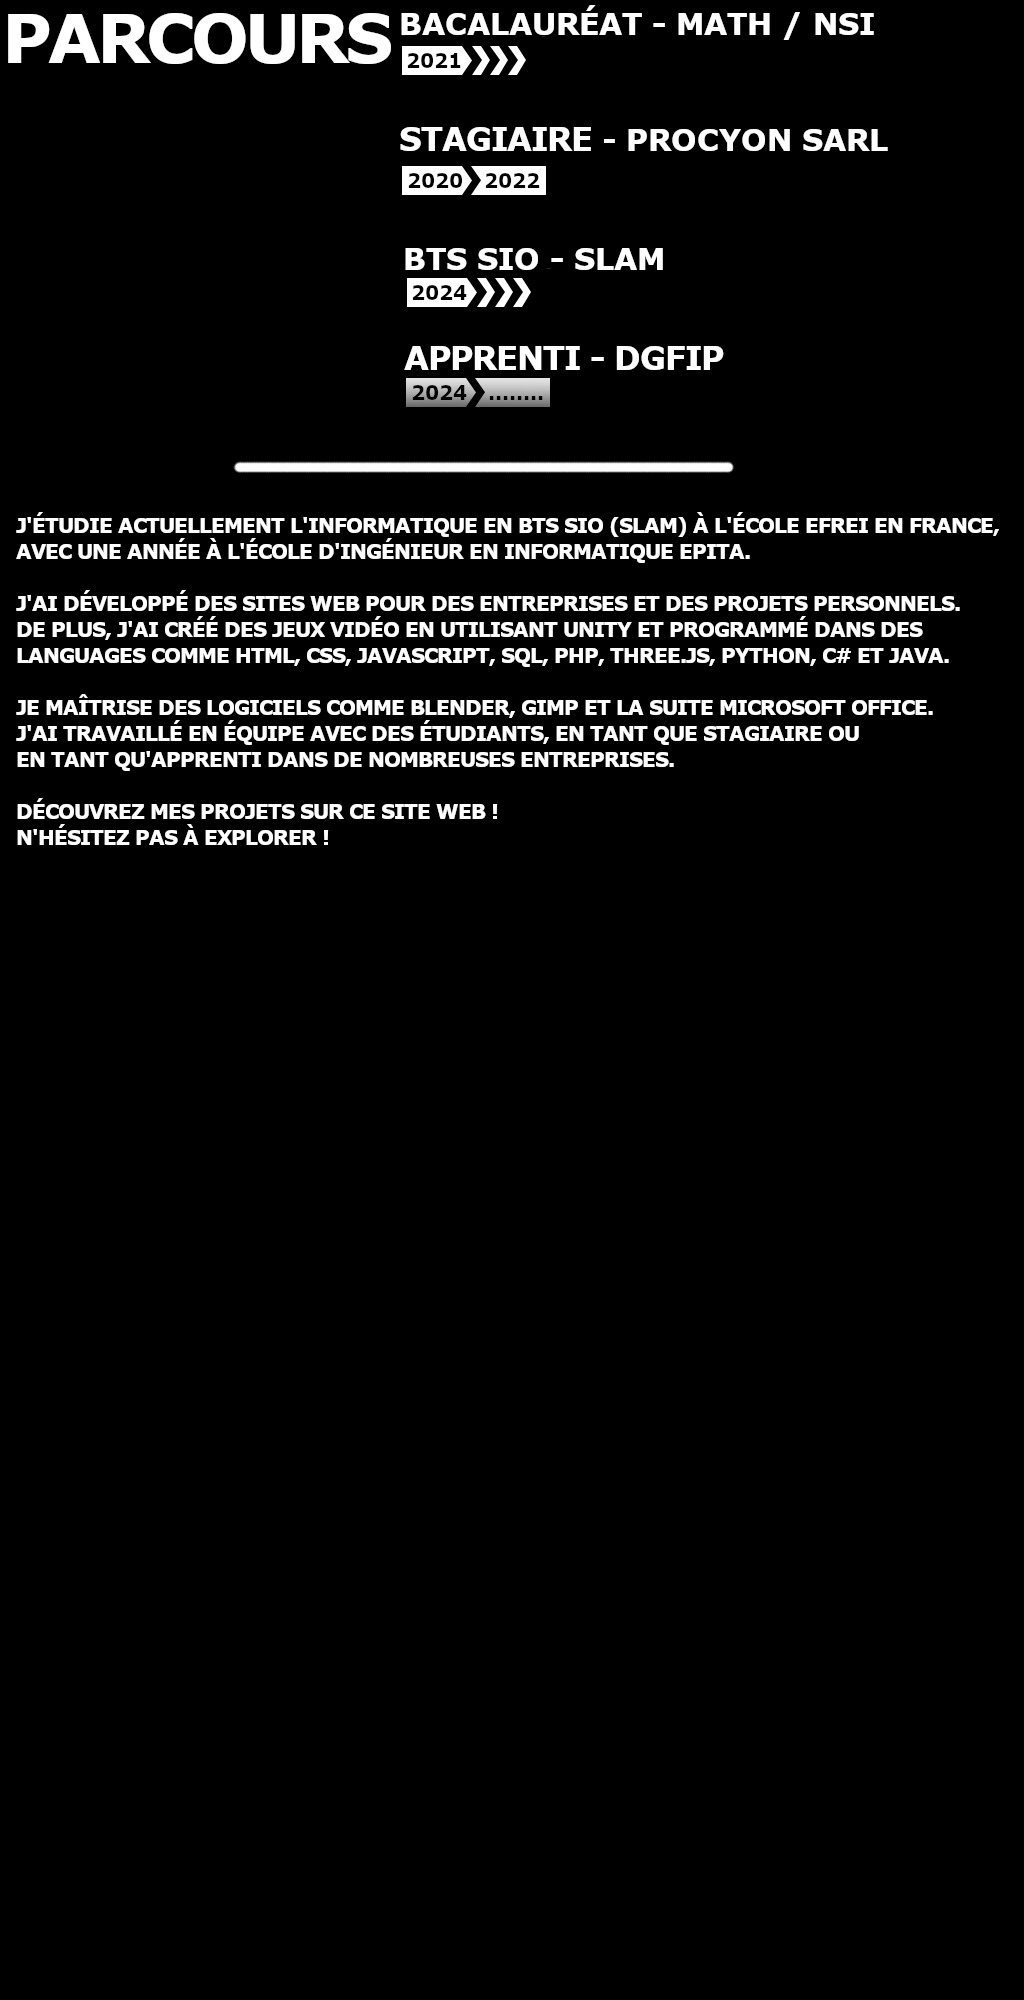 PARCOURS
BACALAURÉAT - MATH / NSI
2021
STAGIAIRE - PROCYON SARL
2020 2022
BTS SIO - SLAM
2024
APPRENTI - DGFIP
2024 ........
J'ÉTUDIE ACTUELLEMENT L'INFORMATIQUE EN BTS SIO (SLAM) À L'ÉCOLE EFREI EN FRANCE,
AVEC UNE ANNÉE À L'ÉCOLE D'INGÉNIEUR EN INFORMATIQUE EPITA.
J'AI DÉVELOPPÉ DES SITES WEB POUR DES ENTREPRISES ET DES PROJETS PERSONNELS.
DE PLUS, J'AI CRÉÉ DES JEUX VIDÉO EN UTILISANT UNITY ET PROGRAMMÉ DANS DES
LANGUAGES COMME HTML, CSS, JAVASCRIPT, SQL, PHP, THREE.JS, PYTHON, C# ET JAVA.
JE MAÎTRISE DES LOGICIELS COMME BLENDER, GIMP ET LA SUITE MICROSOFT OFFICE.
J'AI TRAVAILLÉ EN ÉQUIPE AVEC DES ÉTUDIANTS, EN TANT QUE STAGIAIRE OU
EN TANT QU'APPRENTI DANS DE NOMBREUSES ENTREPRISES.
DÉCOUVREZ MES PROJETS SUR CE SITE WEB !
N'HÉSITEZ PAS À EXPLORER !